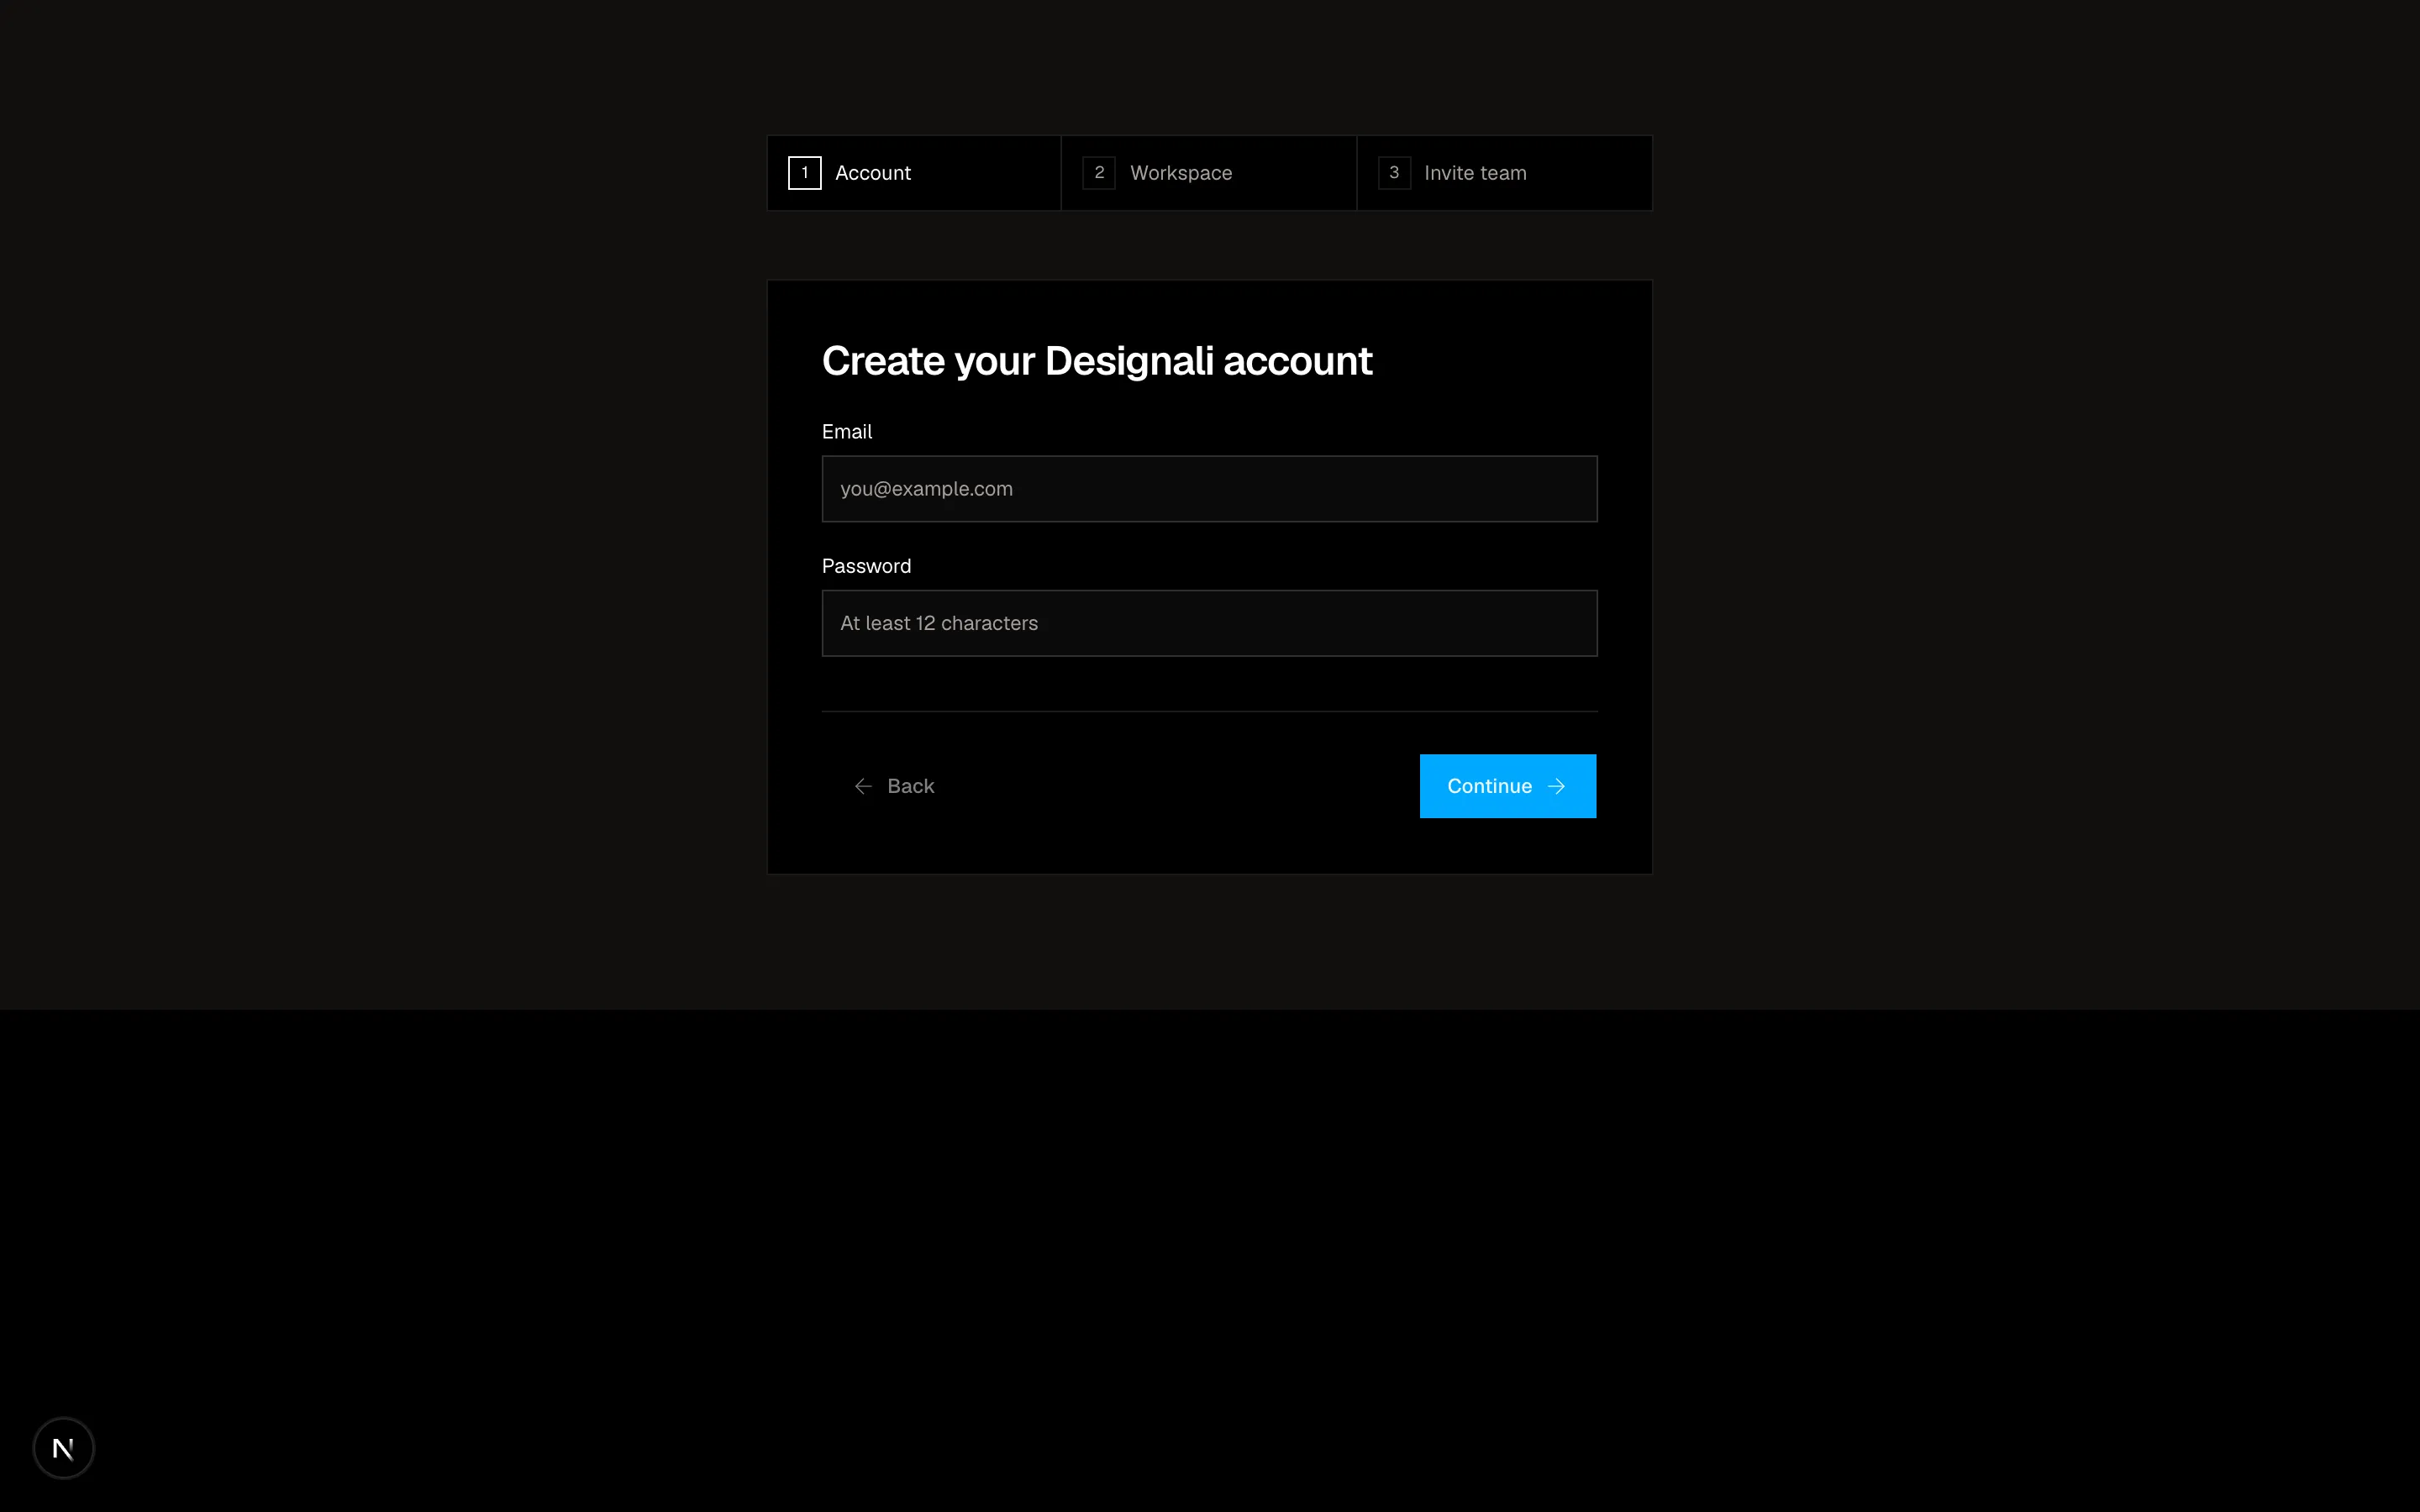 1 Account
2 Workspace
3 Invite team
Create your Designali account
Email
you@example.com
Password
At least 12 characters
Back
Continue
N